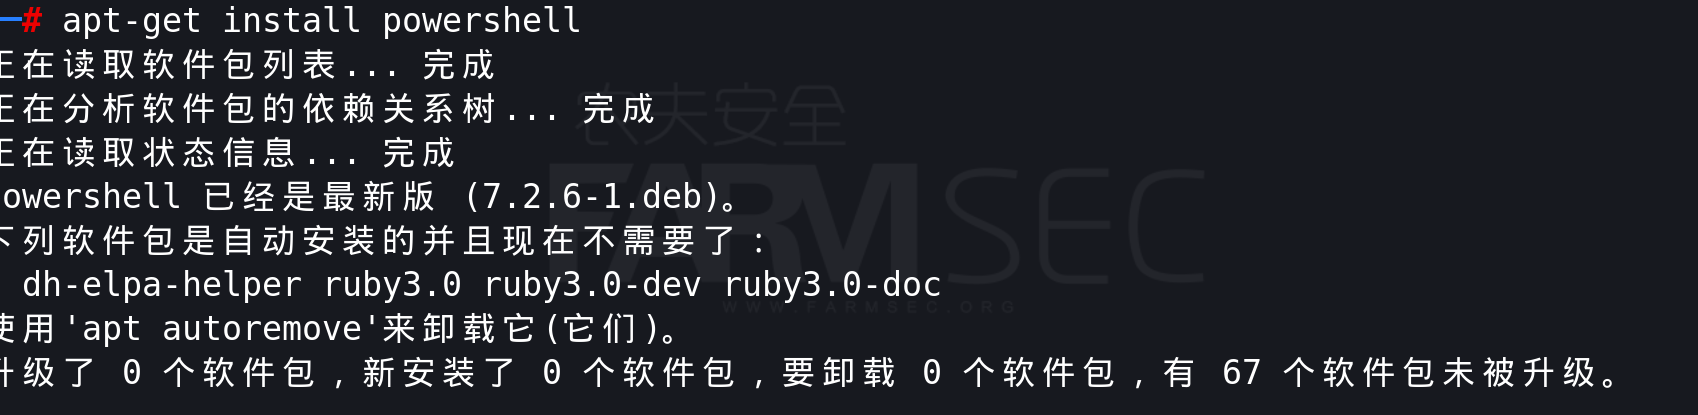 # apt-get install powershell
正在读取软件包列表... 完成
正在分析软件包的依赖关系树... 完成
正在读取状态信息... 完成
powershell 已经是最新版 (7.2.6-1.deb)。
下列软件包是自动安装的并且现在不需要了：
dh-elpa-helper ruby3.0 ruby3.0-dev ruby3.0-doc
使用'apt autoremove'来卸载它(它们)。
升级了 0 个软件包，新安装了 0 个软件包，要卸载 0 个软件包，有 67 个软件包未被升级。
农夫安全
FARMSEC
WWW.FARMSEC.ORG